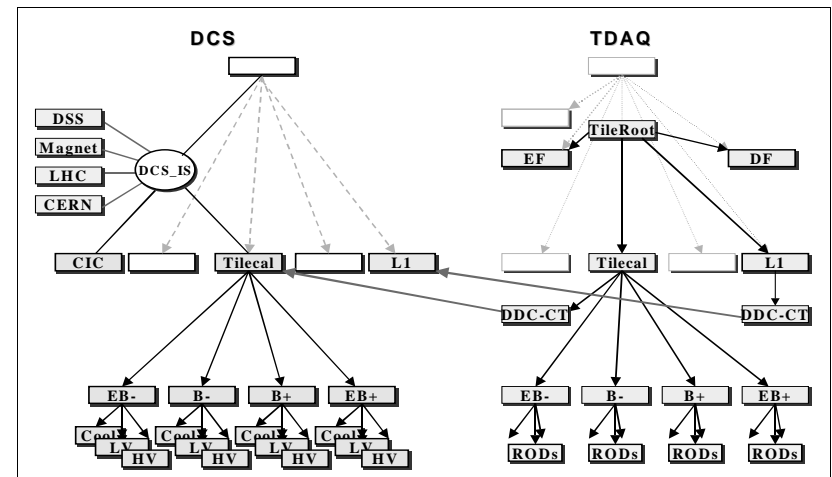 DCS TDAQ
DSS
TileRoot
Magnet
EF DF
DCS_IS
LHC
CERN
CIC Tilecal L1 Tilecal L1
DDC-CT DDC-CT
EB- B- B+ EB+ EB- B- B+ EB+
Cool Cool Cool Cool
LV LV LV LV
RODs RODs RODs RODs
HV HV HV HV